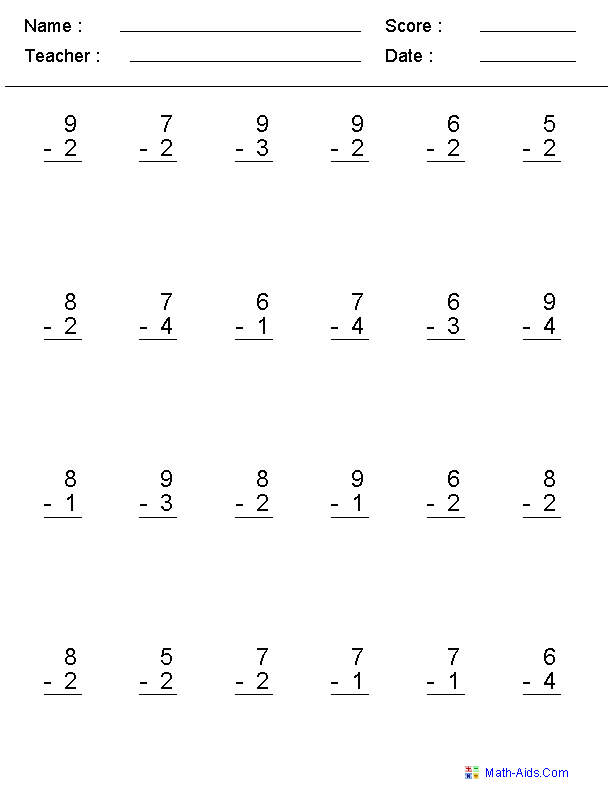 Name : Score :
Teacher : Date :
9 7 9 9 6 5
- 2 - 2 - 3 - 2 - 2 - 2
8 7 6 7 6 9
- 2 - 4 - 1 - 4 - 3 - 4
8 9 8 9 6 8
- 1 - 3 - 2 - 1 - 2 - 2
8 5 7 7 7 6
- 2 - 2 - 2 - 1 - 1 - 4
Math-Aids.Com